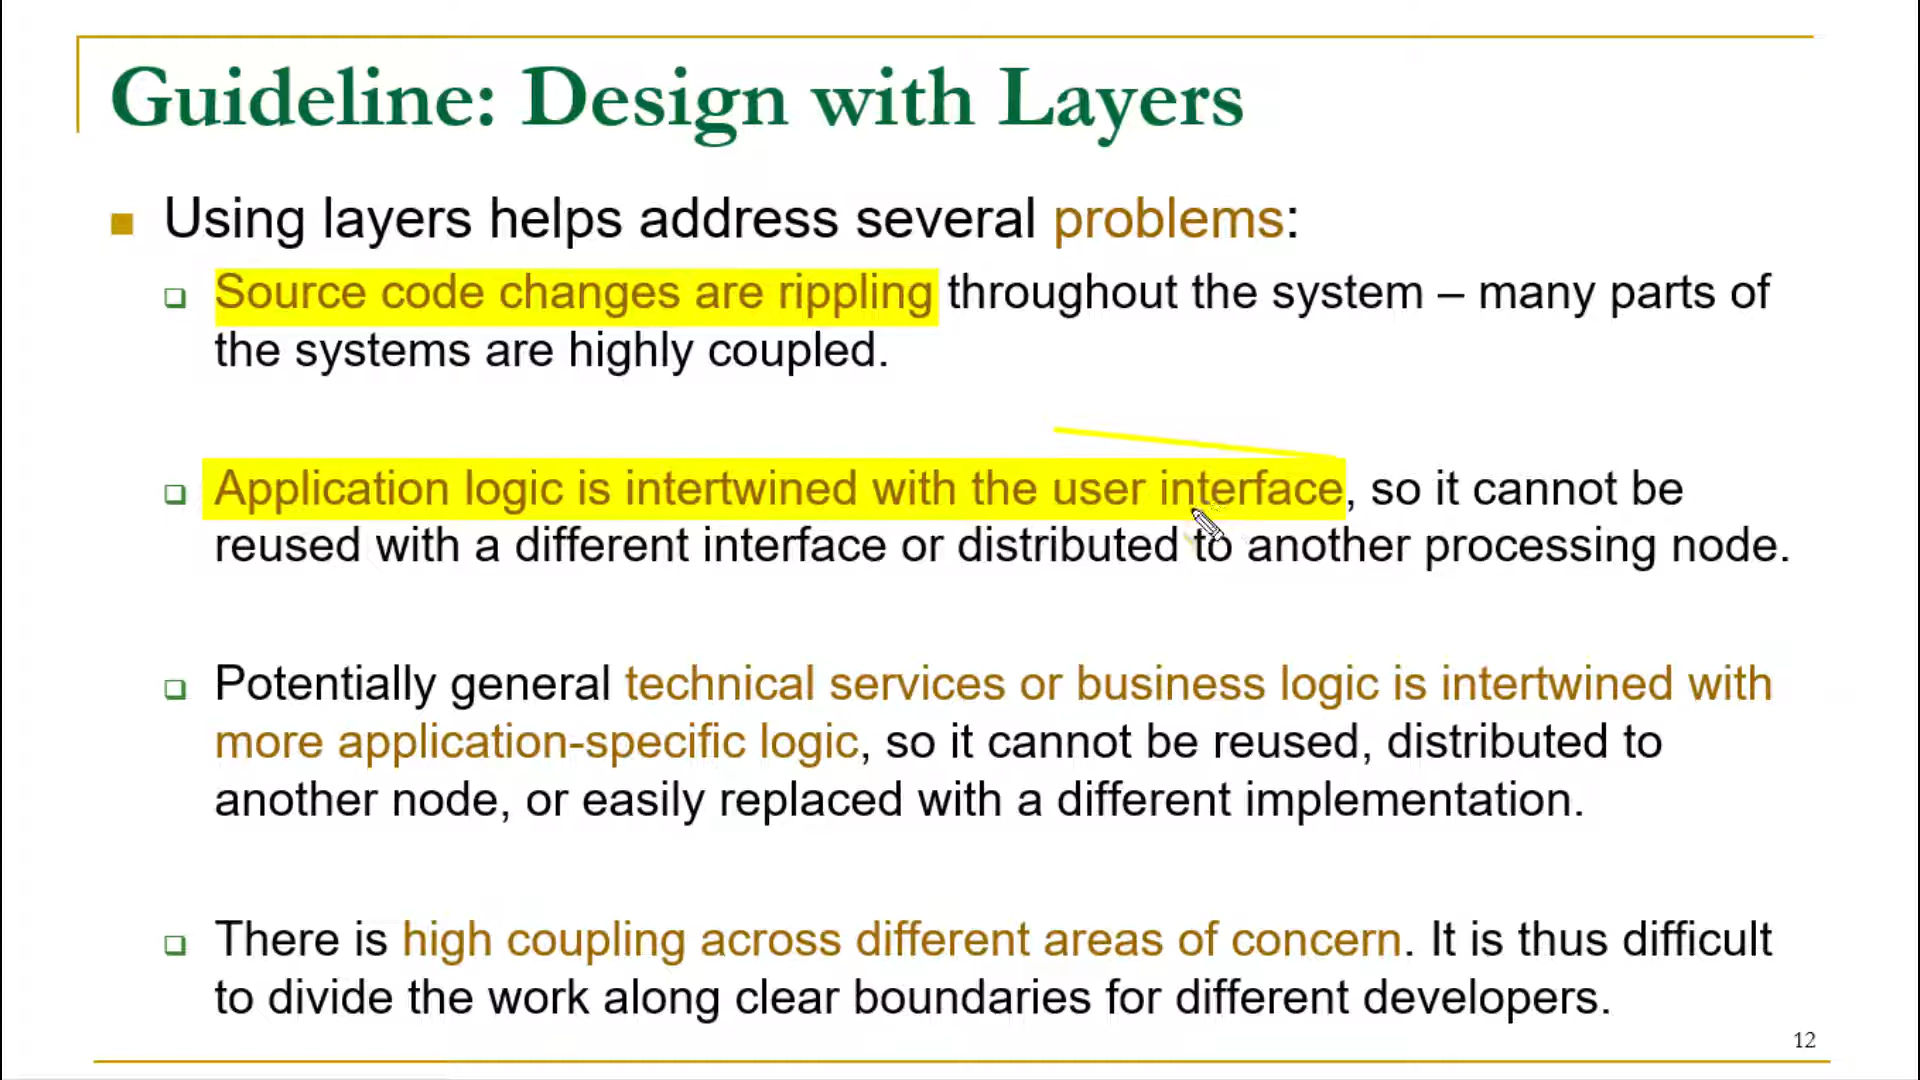 Guideline: Design with Layers
Using layers helps address several problems:
Source code changes are rippling throughout the system – many parts of
the systems are highly coupled.
Application logic is intertwined with the user interface, so it cannot be
reused with a different interface or distributed to another processing node.
Potentially general technical services or business logic is intertwined with
more application-specific logic, so it cannot be reused, distributed to
another node, or easily replaced with a different implementation.
There is high coupling across different areas of concern. It is thus difficult
to divide the work along clear boundaries for different developers.
12